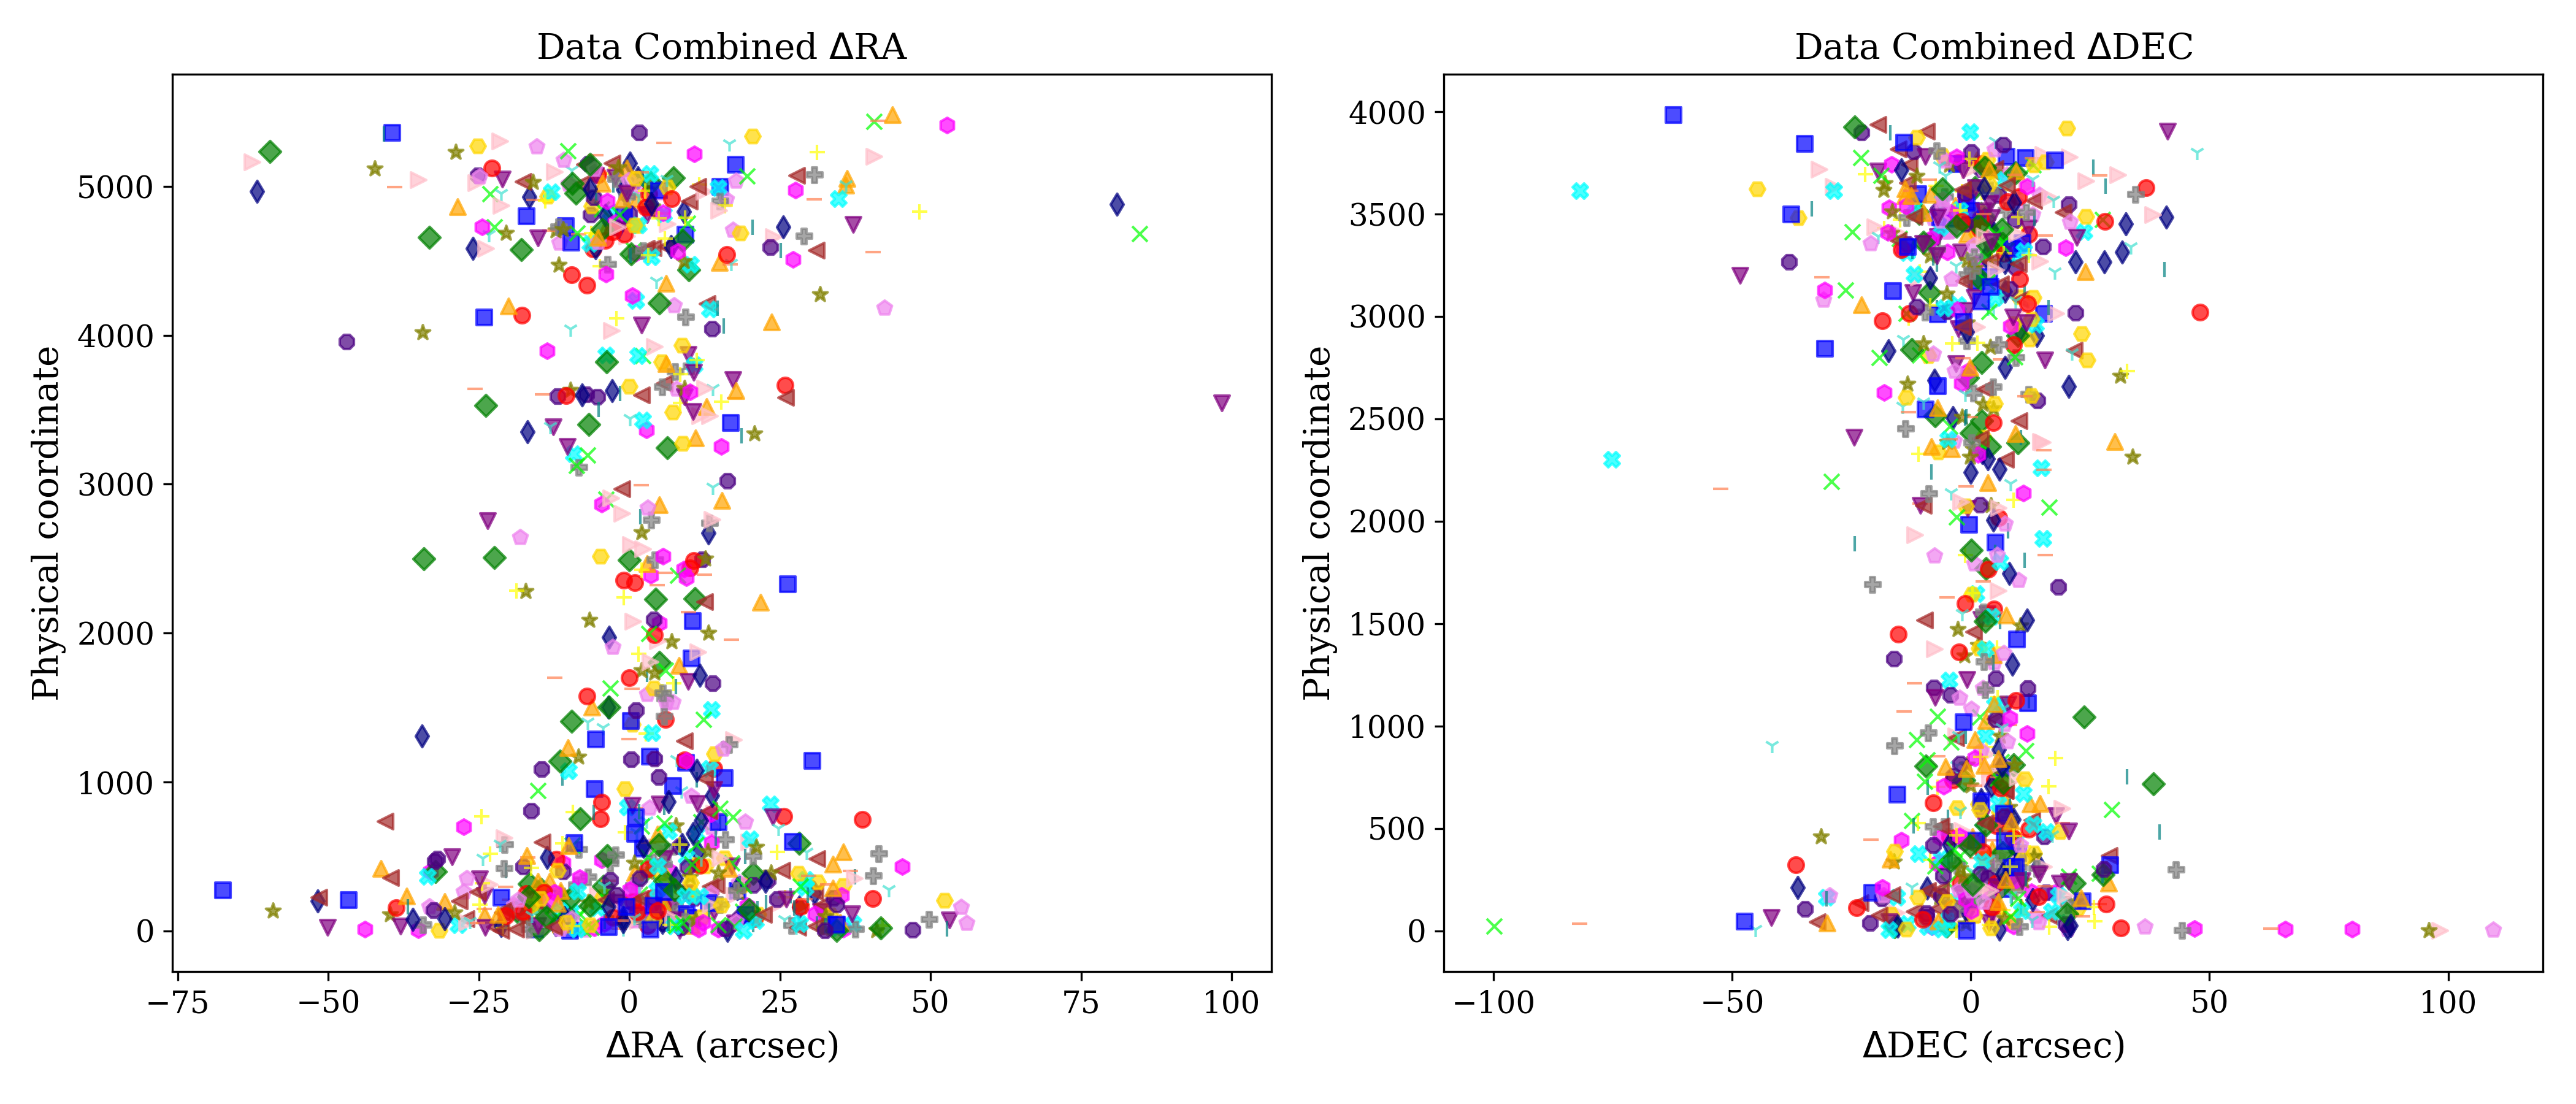 Data Combined ΔRA
Physical coordinate
5000
4000
3000
2000
1000
0
−75 −50 −25 0 25 50 75 100
ΔRA (arcsec)
Data Combined ΔDEC
Physical coordinate
4000
3500
3000
2500
2000
1500
1000
500
0
−100 −50 0 50 100
ΔDEC (arcsec)